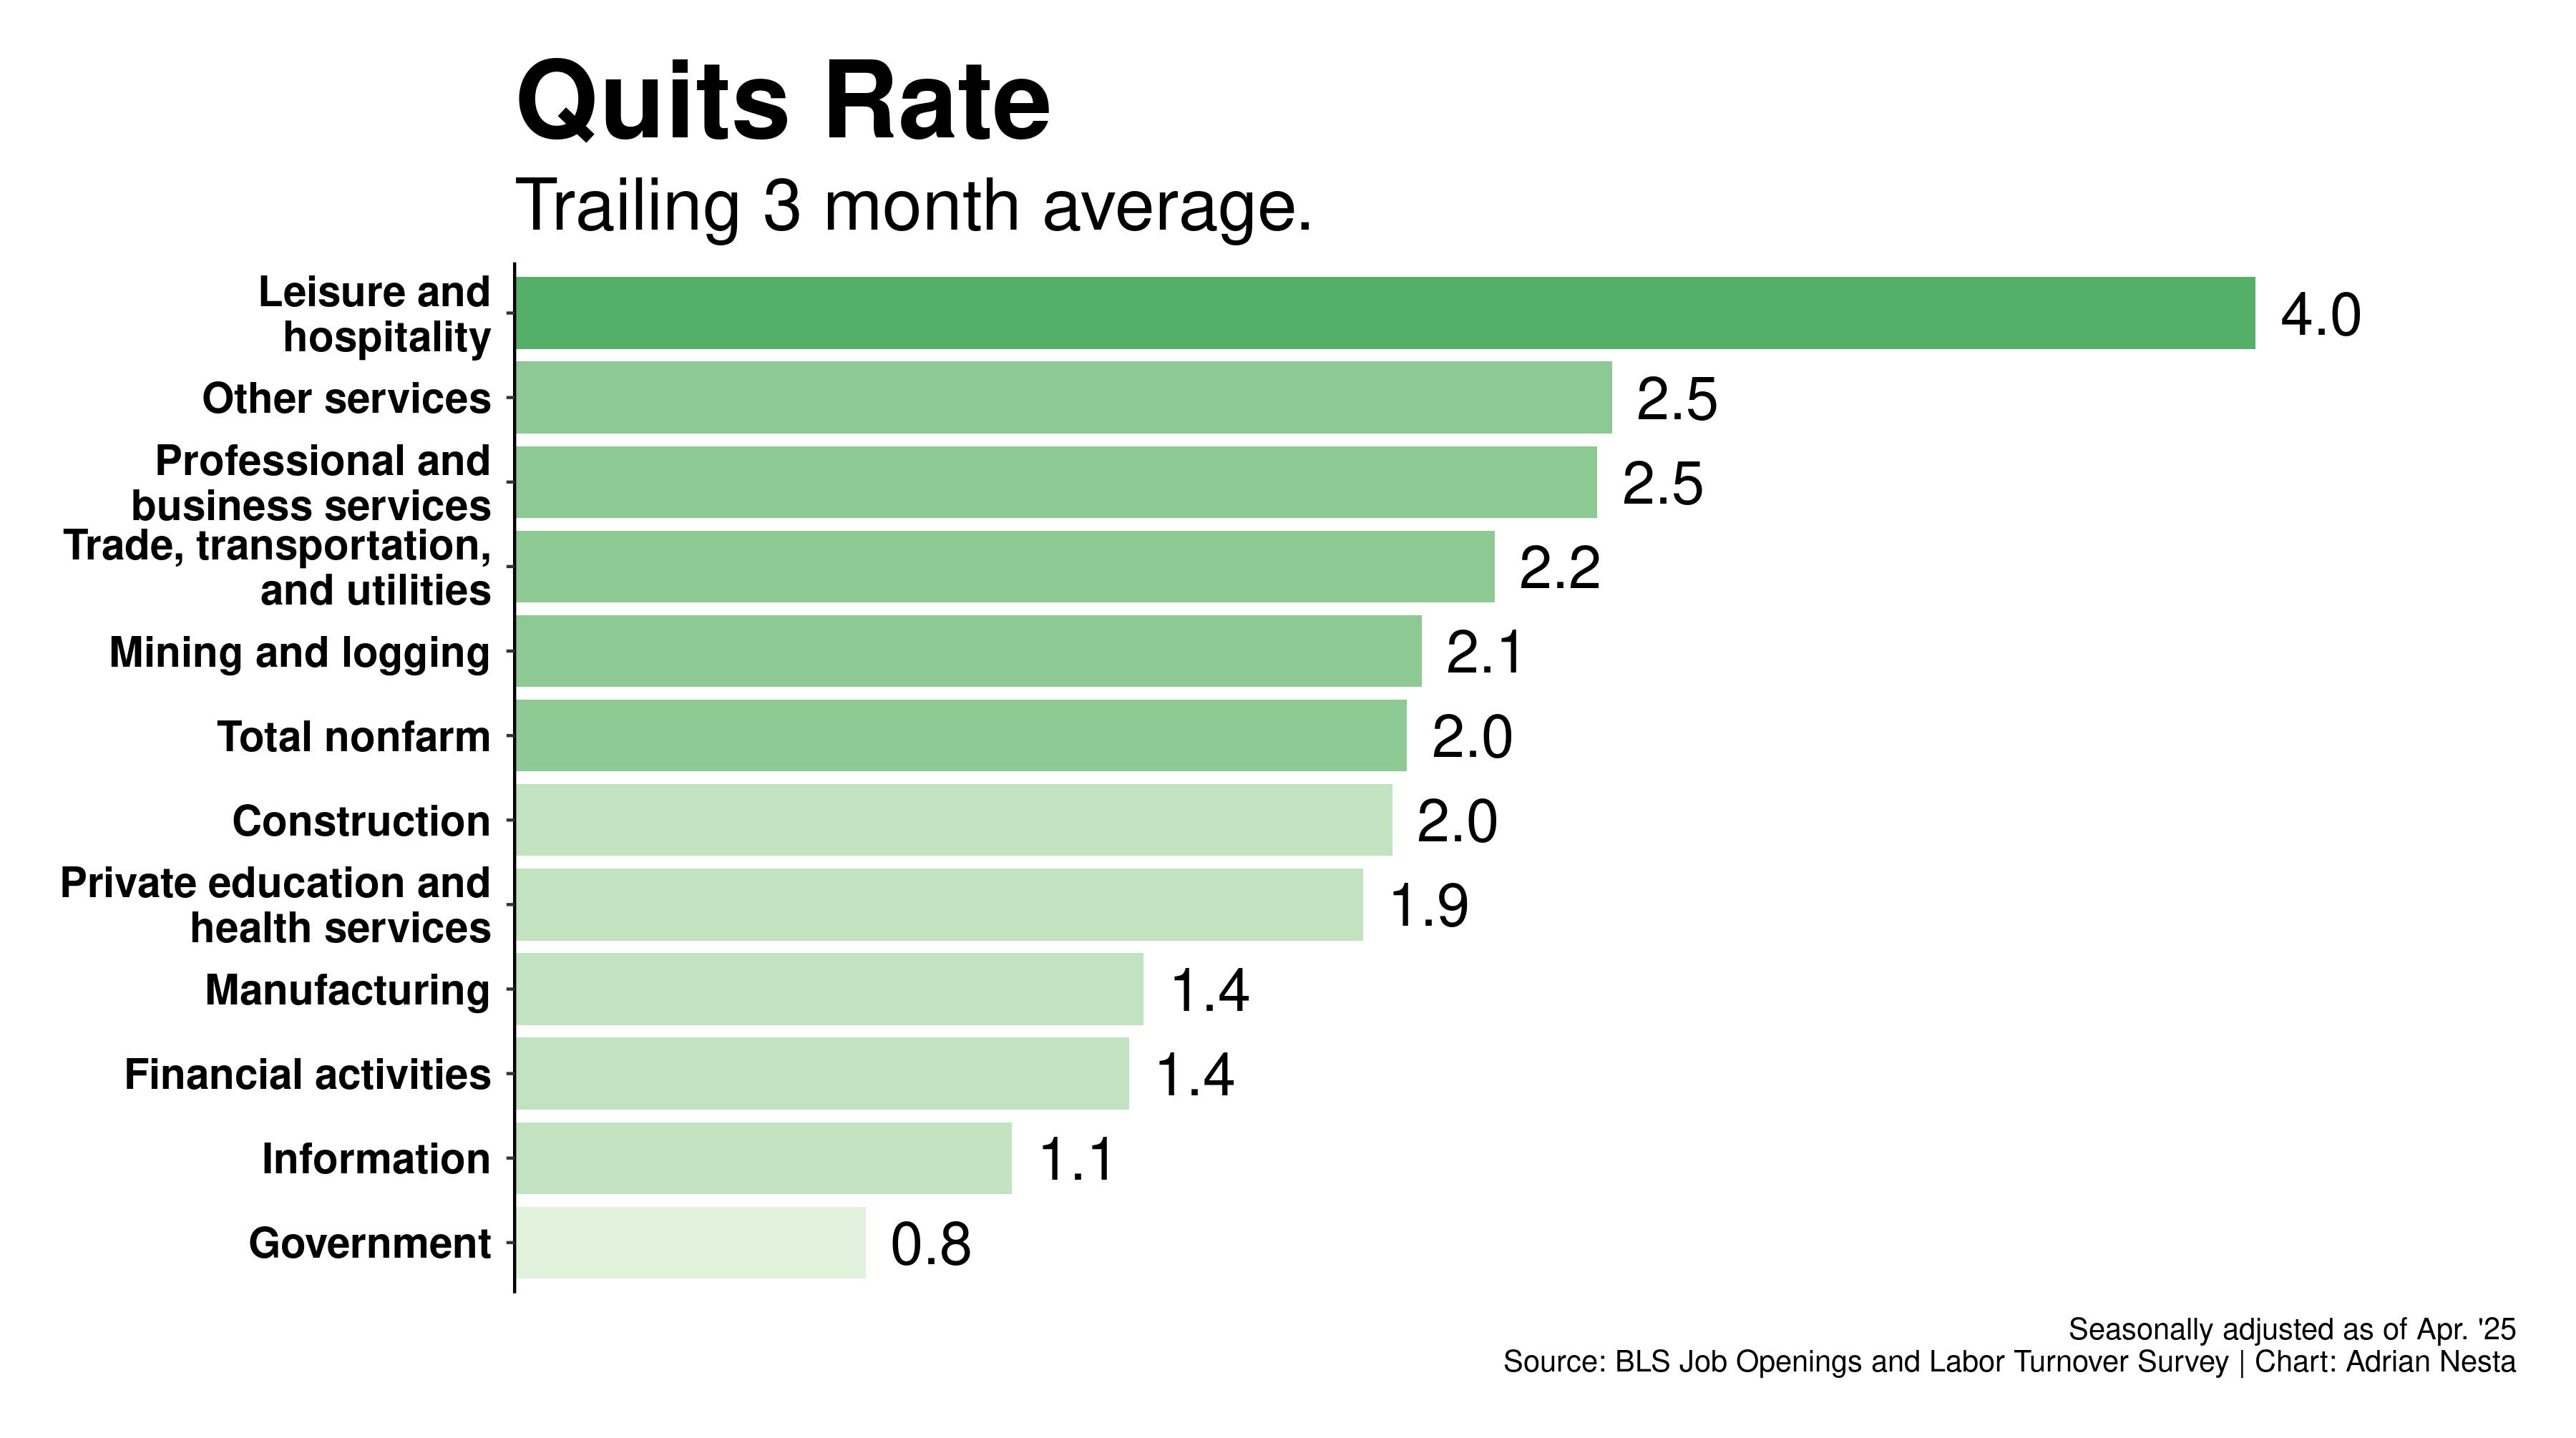 Quits Rate
Trailing 3 month average.
Leisure and
hospitality
4.0
Other services
2.5
Professional and
business services
2.5
Trade, transportation,
and utilities
2.2
Mining and logging
2.1
Total nonfarm
2.0
Construction
2.0
Private education and
health services
1.9
Manufacturing
1.4
Financial activities
1.4
Information
1.1
Government
0.8
Seasonally adjusted as of Apr. '25
Source: BLS Job Openings and Labor Turnover Survey | Chart: Adrian Nesta